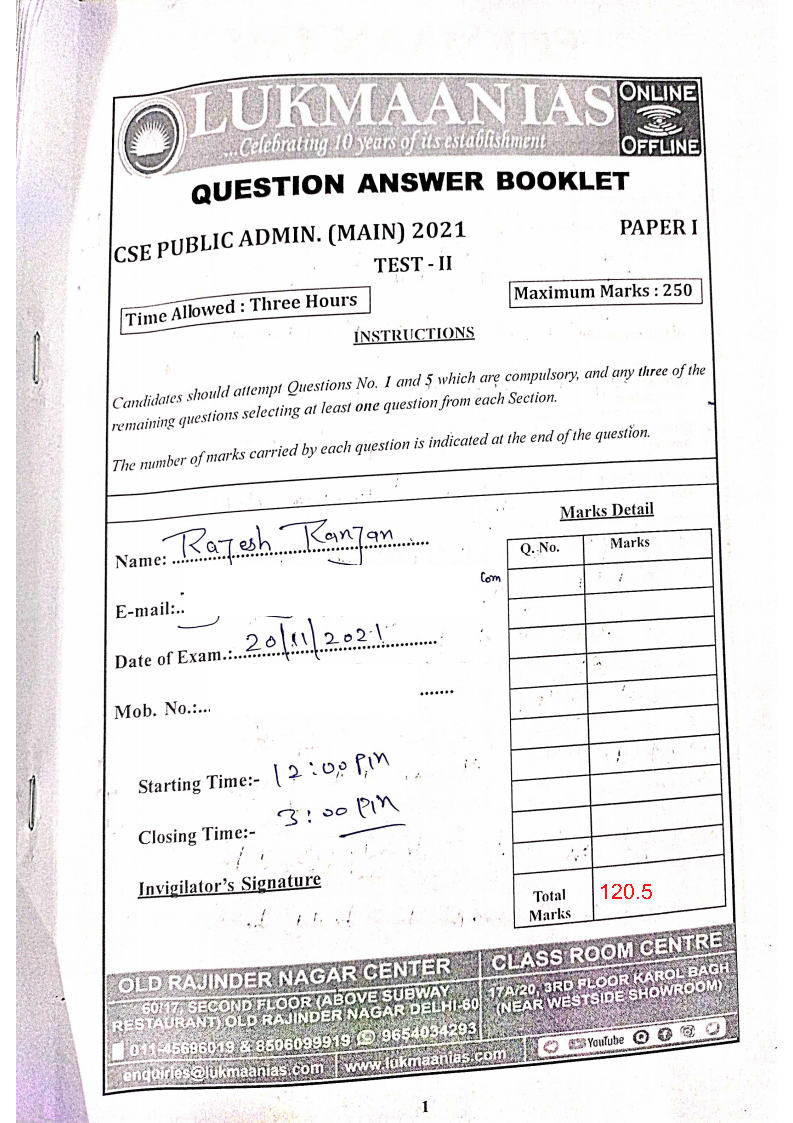 LUKMAAN IAS
...Celebrating 10 years of its establishment
ONLINE
OFFLINE
QUESTION ANSWER BOOKLET
CSE PUBLIC ADMIN. (MAIN) 2021 PAPER I
TEST - II
Time Allowed : Three Hours Maximum Marks : 250
INSTRUCTIONS
Candidates should attempt Questions No. 1 and 5 which are compulsory, and any three of the
remaining questions selecting at least one question from each Section.
The number of marks carried by each question is indicated at the end of the question.
Marks Detail
Name: Rajesh Ranjan
Q. No. Marks
Com
E-mail:..
Date of Exam.: 20/11/2021
Mob. No.:...
Starting Time:- 12:00 PM
Closing Time:- 3:00 PM
Invigilator's Signature
Total Marks 120.5
OLD RAJINDER NAGAR CENTER
60/17, SECOND FLOOR (ABOVE SUBWAY
RESTAURANT) OLD RAJINDER NAGAR DELHI-60
011-45696019 & 8506099919 9654034293
enquiries@lukmaanias.com www.lukmaanias.com
CLASS ROOM CENTRE
17A/20, 3RD FLOOR KAROL BAGH
(NEAR WESTSIDE SHOWROOM)
YouTube
1